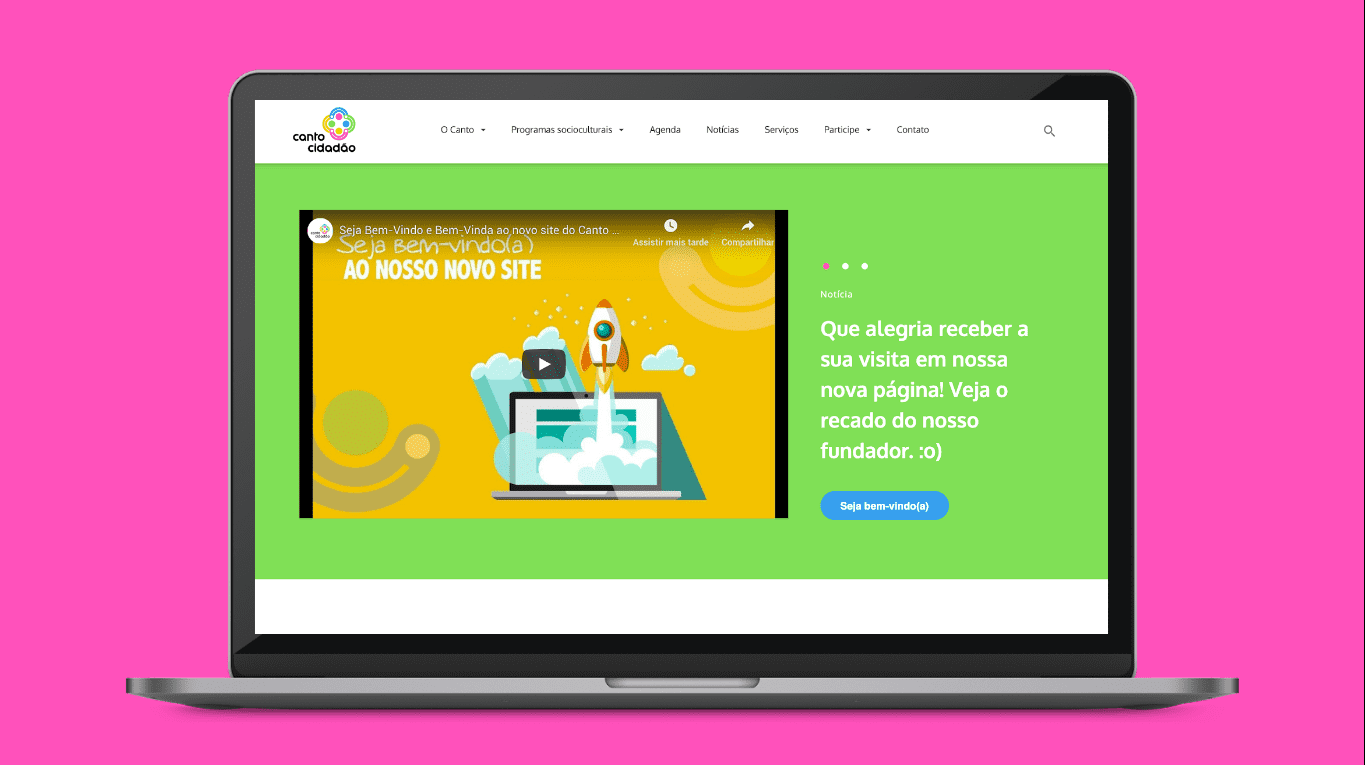 canto
cidadão
O Canto
Programas socioculturais
Agenda
Notícias
Serviços
Participe
Contato
Seja Bem-Vindo e Bem-Vinda ao novo site do Canto ...
Assistir mais tarde
Compartilhar
Seja Bem-vindo(a)
AO NOSSO NOVO SITE
Notícia
Que alegria receber a
sua visita em nossa
nova página! Veja o
recado do nosso
fundador. :o)
Seja bem-vindo(a)